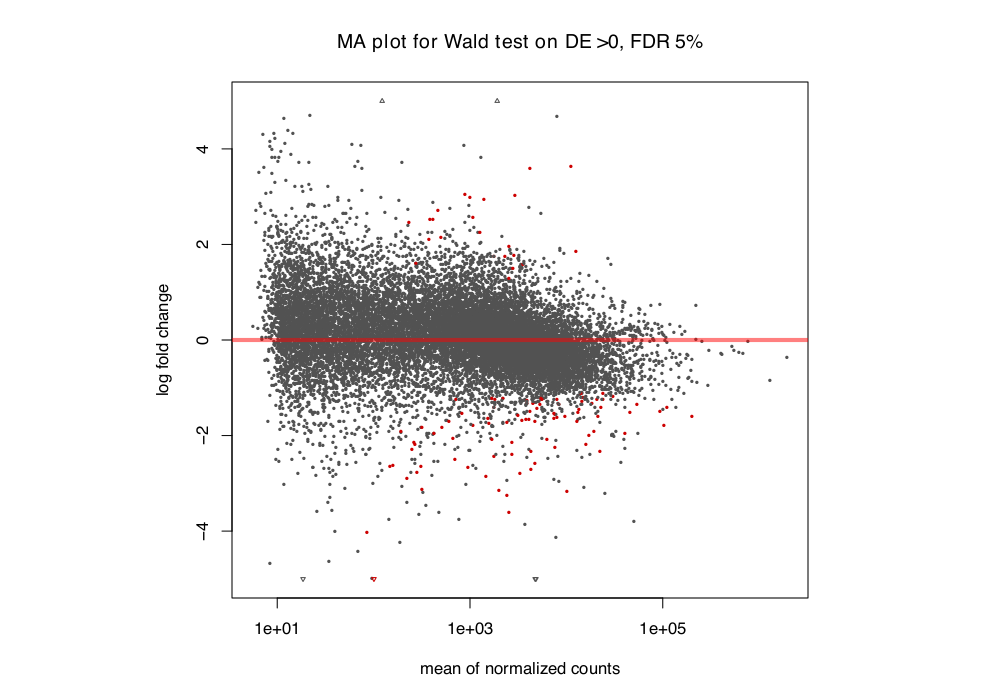 MA plot for Wald test on DE >0, FDR 5%
log fold change
4
2
0
−2
−4
1e+01 1e+03 1e+05
mean of normalized counts